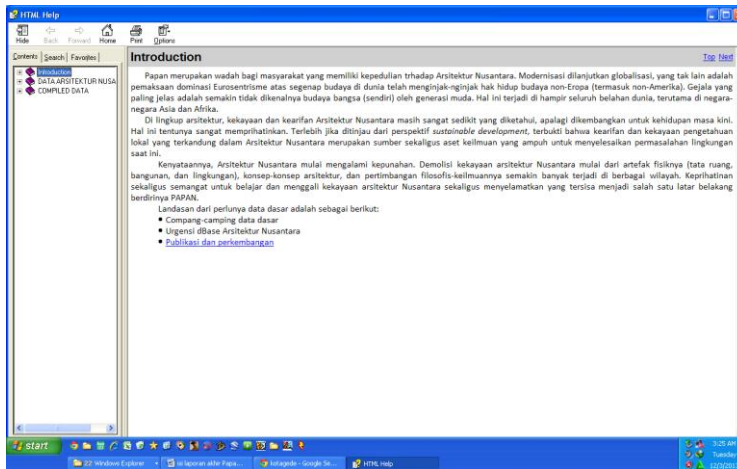 HTML Help
Hide Back Forward Home Print Options
Contents Search Favorites
Introduction
DATA ARSITEKTUR NUSA
COMPILED DATA
Introduction
Top Next
Papan merupakan wadah bagi masyarakat yang memiliki kepedulian trhadap Arsitektur Nusantara. Modernisasi dilanjutkan globalisasi, yang tak lain adalah
pemaksaan dominasi Eurosentrisme atas segenap budaya di dunia telah menginjak-nginjak hak hidup budaya non-Eropa (termasuk non-Amerika). Gejala yang
paling jelas adalah semakin tidak dikenalnya budaya bangsa (sendiri) oleh generasi muda. Hal ini terjadi di hampir seluruh belahan dunia, terutama di negara-
negara Asia dan Afrika.
Di lingkup arsitektur, kekayaan dan kearifan Arsitektur Nusantara masih sangat sedikit yang diketahui, apalagi dikembangkan untuk kehidupan masa kini.
Hal ini tentunya sangat memprihatinkan. Terlebih jika ditinjau dari perspektif sustainable development, terbukti bahwa kearifan dan kekayaan pengetahuan
lokal yang terkandung dalam Arsitektur Nusantara merupakan sumber sekaligus aset keilmuan yang ampuh untuk menyelesaikan permasalahan lingkungan
saat ini.
Kenyataannya, Arsitektur Nusantara mulai mengalami kepunahan. Demolisi kekayaan arsitektur Nusantara mulai dari artefak fisiknya (tata ruang,
bangunan, dan lingkungan), konsep-konsep arsitektur, dan pertimbangan filosofis-keilmuannya semakin banyak terjadi di berbagai wilayah. Keprihatinan
sekaligus semangat untuk belajar dan menggali kekayaan arsitektur Nusantara sekaligus menyelamatkan yang tersisa menjadi salah satu latar belakang
berdirinya PAPAN.
Landasan dari perlunya data dasar adalah sebagai berikut:
• Compang-camping data dasar
• Urgensi dBase Arsitektur Nusantara
• Publikasi dan perkembangan
start
3:25 AM
Tuesday
22 Windows Explorer
isi laporan akhir Papa...
kotagede - Google Se...
HTML Help